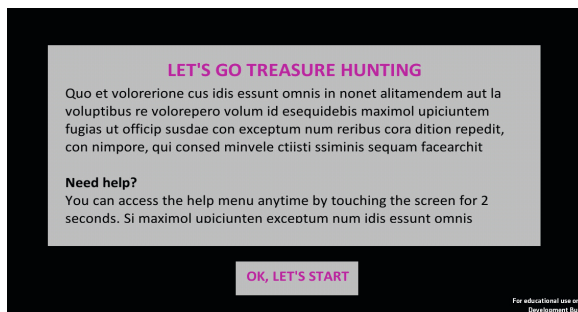 LET'S GO TREASURE HUNTING
Quo et volorerione cus idis essunt omnis in nonet alitamendem aut la
voluptibus re volorepero volum id esequidebis maximol upiciuntem
fugias ut officip susdae con exceptum num reribus cora dition repedit,
con nimpore, qui consed minvele ctiisti ssiminis sequam facearchit
Need help?
You can access the help menu anytime by touching the screen for 2
seconds. Si maximol upiciunten exceptum num idis essunt omnis
OK, LET'S START
For educational use
Development